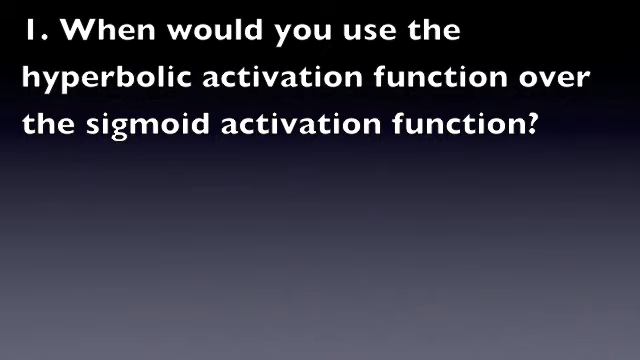 1. When would you use the
hyperbolic activation function over
the sigmoid activation function?